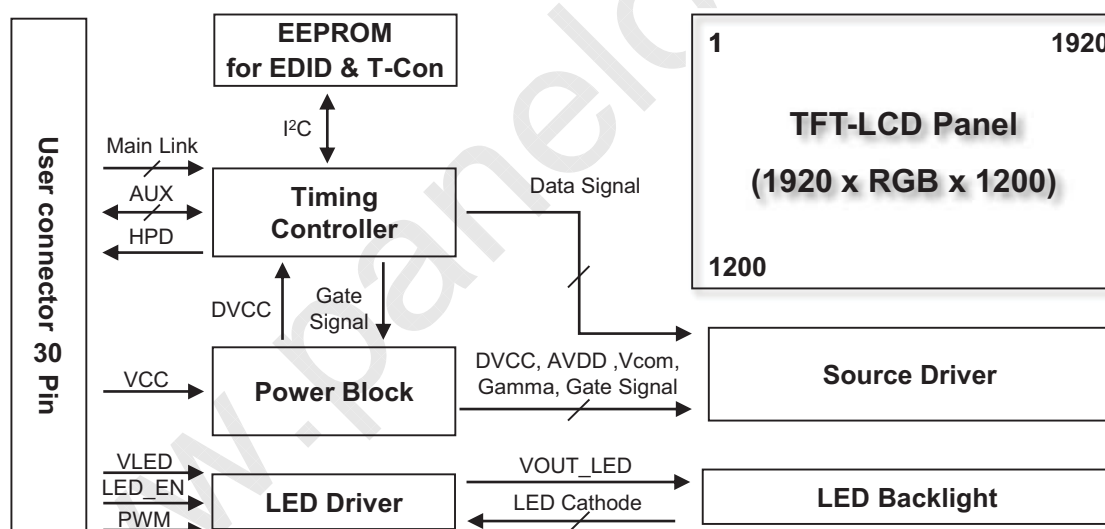 EEPROM
for EDID & T-Con
I²C
User connector 30 Pin
Main Link
AUX
HPD
Timing
Controller
Data Signal
1
1920
TFT-LCD Panel
(1920 x RGB x 1200)
1200
DVCC
Gate
Signal
VCC
Power Block
DVCC, AVDD ,Vcom,
Gamma, Gate Signal
Source Driver
VLED
LED_EN
PWM
LED Driver
VOUT_LED
LED Cathode
LED Backlight
w.panelo